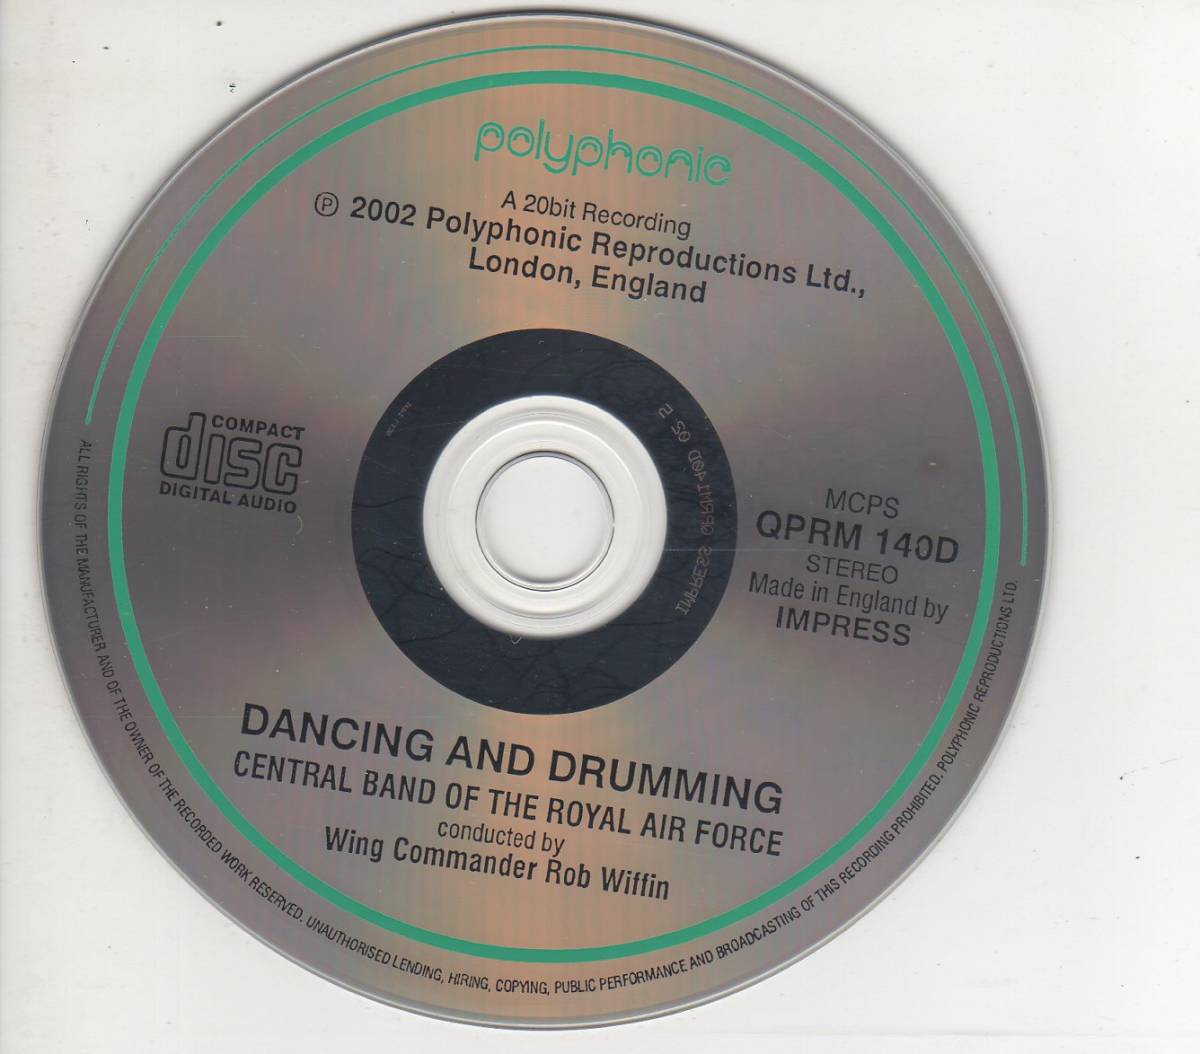 polyphonic
A 20bit Recording
℗ 2002 Polyphonic Reproductions Ltd.,
London, England
COMPACT
disc
DIGITAL AUDIO
MCPS
QPRM 140D
STEREO
Made in England by
IMPRESS
IMPRESS QPRM140D
DANCING AND DRUMMING
CENTRAL BAND OF THE ROYAL AIR FORCE
conducted by
Wing Commander Rob Wiffin
ALL RIGHTS OF THE MANUFACTURER AND OF THE OWNER OF THE RECORDED WORK RESERVED. UNAUTHORISED LENDING, HIRING, COPYING, PUBLIC PERFORMANCE AND BROADCASTING OF THIS RECORDING PROHIBITED. POLYPHONIC REPRODUCTIONS LTD.